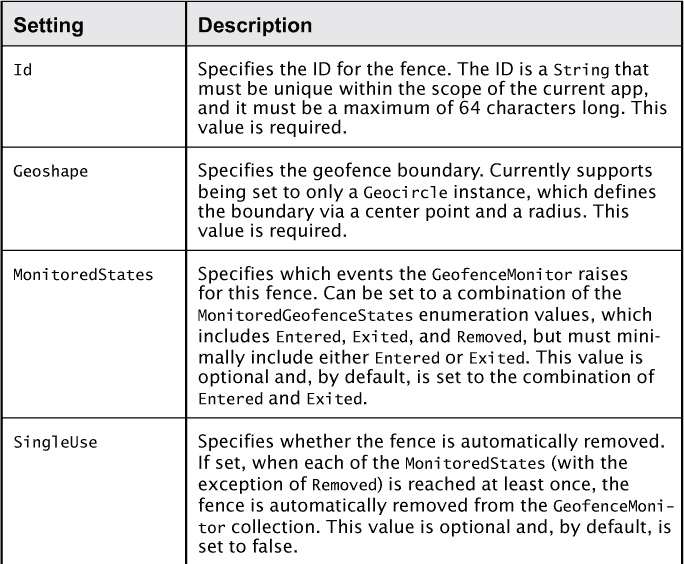 Setting Description
Id Specifies the ID for the fence. The ID is a String that
must be unique within the scope of the current app,
and it must be a maximum of 64 characters long. This
value is required.
Geoshape Specifies the geofence boundary. Currently supports
being set to only a Geocircle instance, which defines
the boundary via a center point and a radius. This
value is required.
MonitoredStates Specifies which events the GeofenceMonitor raises
for this fence. Can be set to a combination of the
MonitoredGeofenceStates enumeration values, which
includes Entered, Exited, and Removed, but must mini-
mally include either Entered or Exited. This value is
optional and, by default, is set to the combination of
Entered and Exited.
SingleUse Specifies whether the fence is automatically removed.
If set, when each of the MonitoredStates (with the
exception of Removed) is reached at least once, the
fence is automatically removed from the GeofenceMoni-
tor collection. This value is optional and, by default, is
set to false.